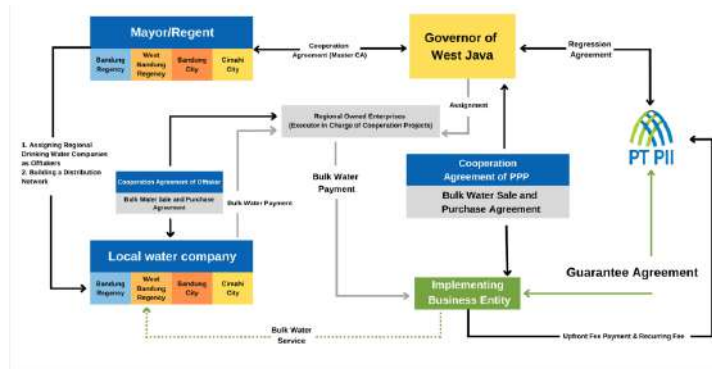 Mayor/Regent
Bandung
Regency
West
Bandung
Regency
Bandung
City
Cimahi
City
Cooperation
Agreement (Master CA)
Governor of
West Java
Regression
Agreement
Assignment
Regional Owned Enterprises
(Executor in Charge of Cooperation Projects)
1. Assigning Regional
Drinking Water Companies
as Offtakers
2. Building a Distribution
Network
Cooperation Agreement of Offtaker
Bulk Water Sale and Purchase
Agreement
Bulk Water Payment
Bulk Water
Payment
Cooperation
Agreement of PPP
Bulk Water Sale and
Purchase Agreement
PT PII
Local water company
Bandung
Regency
West
Bandung
Regency
Bandung
City
Cimahi
City
Implementing
Business Entity
Guarantee Agreement
Bulk Water
Service
Upfront Fee Payment & Recurring Fee